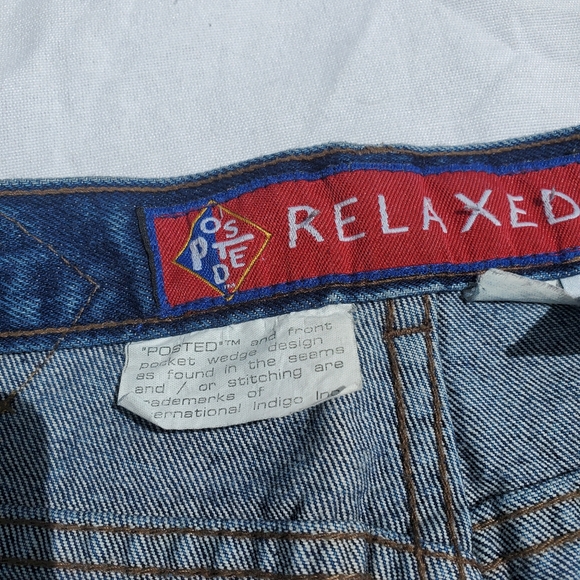 POSTED™
RELAXED
"POSTED"™ and front
pocket wedge design
as found in the seams
and / or stitching are
rademarks of
ernational Indigo Inc